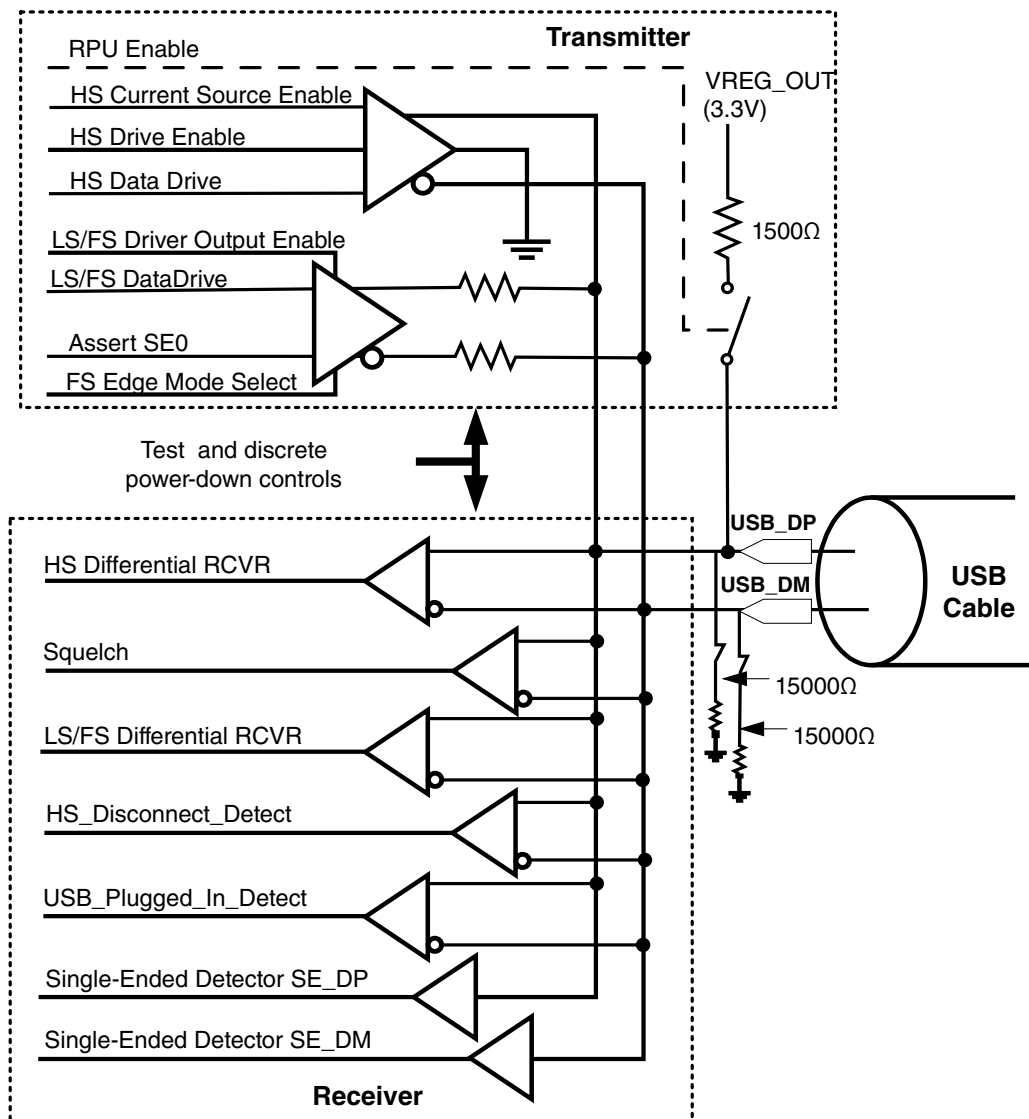 Transmitter
RPU Enable
HS Current Source Enable
HS Drive Enable
HS Data Drive
VREG_OUT
(3.3V)
1500Ω
LS/FS Driver Output Enable
LS/FS DataDrive
Assert SE0
FS Edge Mode Select
Test and discrete
power-down controls
USB_DP
USB_DM
USB
Cable
15000Ω
15000Ω
HS Differential RCVR
Squelch
LS/FS Differential RCVR
HS_Disconnect_Detect
USB_Plugged_In_Detect
Single-Ended Detector SE_DP
Single-Ended Detector SE_DM
Receiver